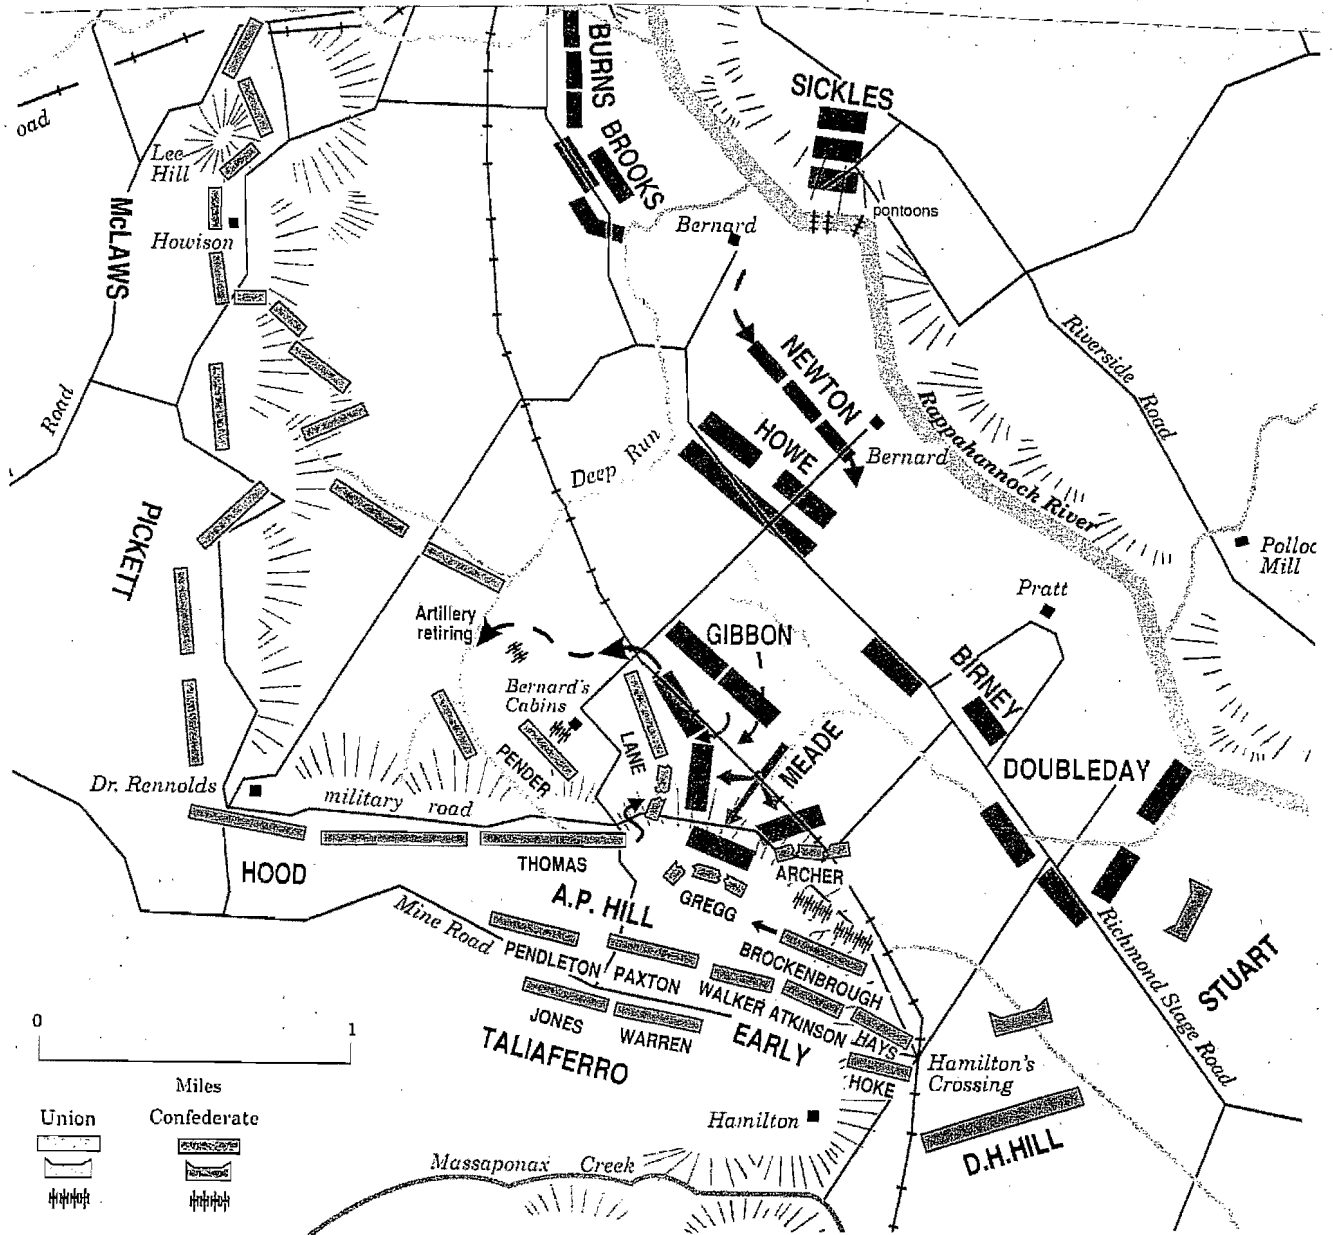 BURNS
SICKLES
oad
BROOKS
Lee
Hill
pontoons
McLAWS
Bernard
Howison
Riverside Road
NEWTON
Road
Rappahannock River
HOWE
Deep Run
Bernard
PICKETT
Polloc
Mill
Pratt
Artillery
retiring
GIBBON
BIRNEY
Bernard's
Cabins
LANE
MEADE
PENDER
DOUBLEDAY
Dr. Rennolds
military road
THOMAS
HOOD
ARCHER
A.P. HILL
GREGG
Mine Road
PENDLETON
PAXTON
BROCKENBROUGH
STUART
Richmond Stage Road
WALKER
ATKINSON
JONES
WARREN
EARLY
HAYS
TALIAFERRO
HOKE
Hamilton's
Crossing
0 1
Miles
Union Confederate
Hamilton
D.H.HILL
Massaponax Creek